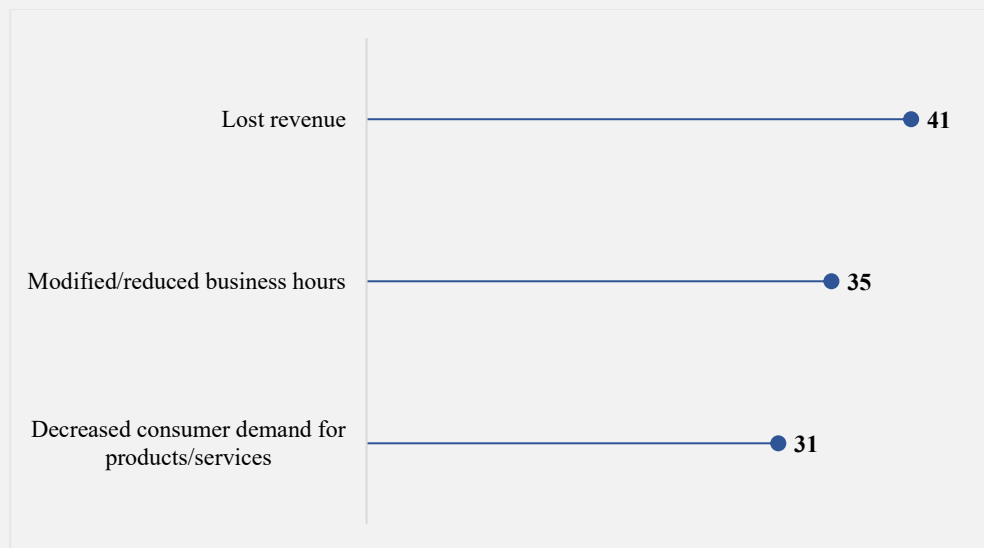 Lost revenue
41
Modified/reduced business hours
35
Decreased consumer demand for
products/services
31